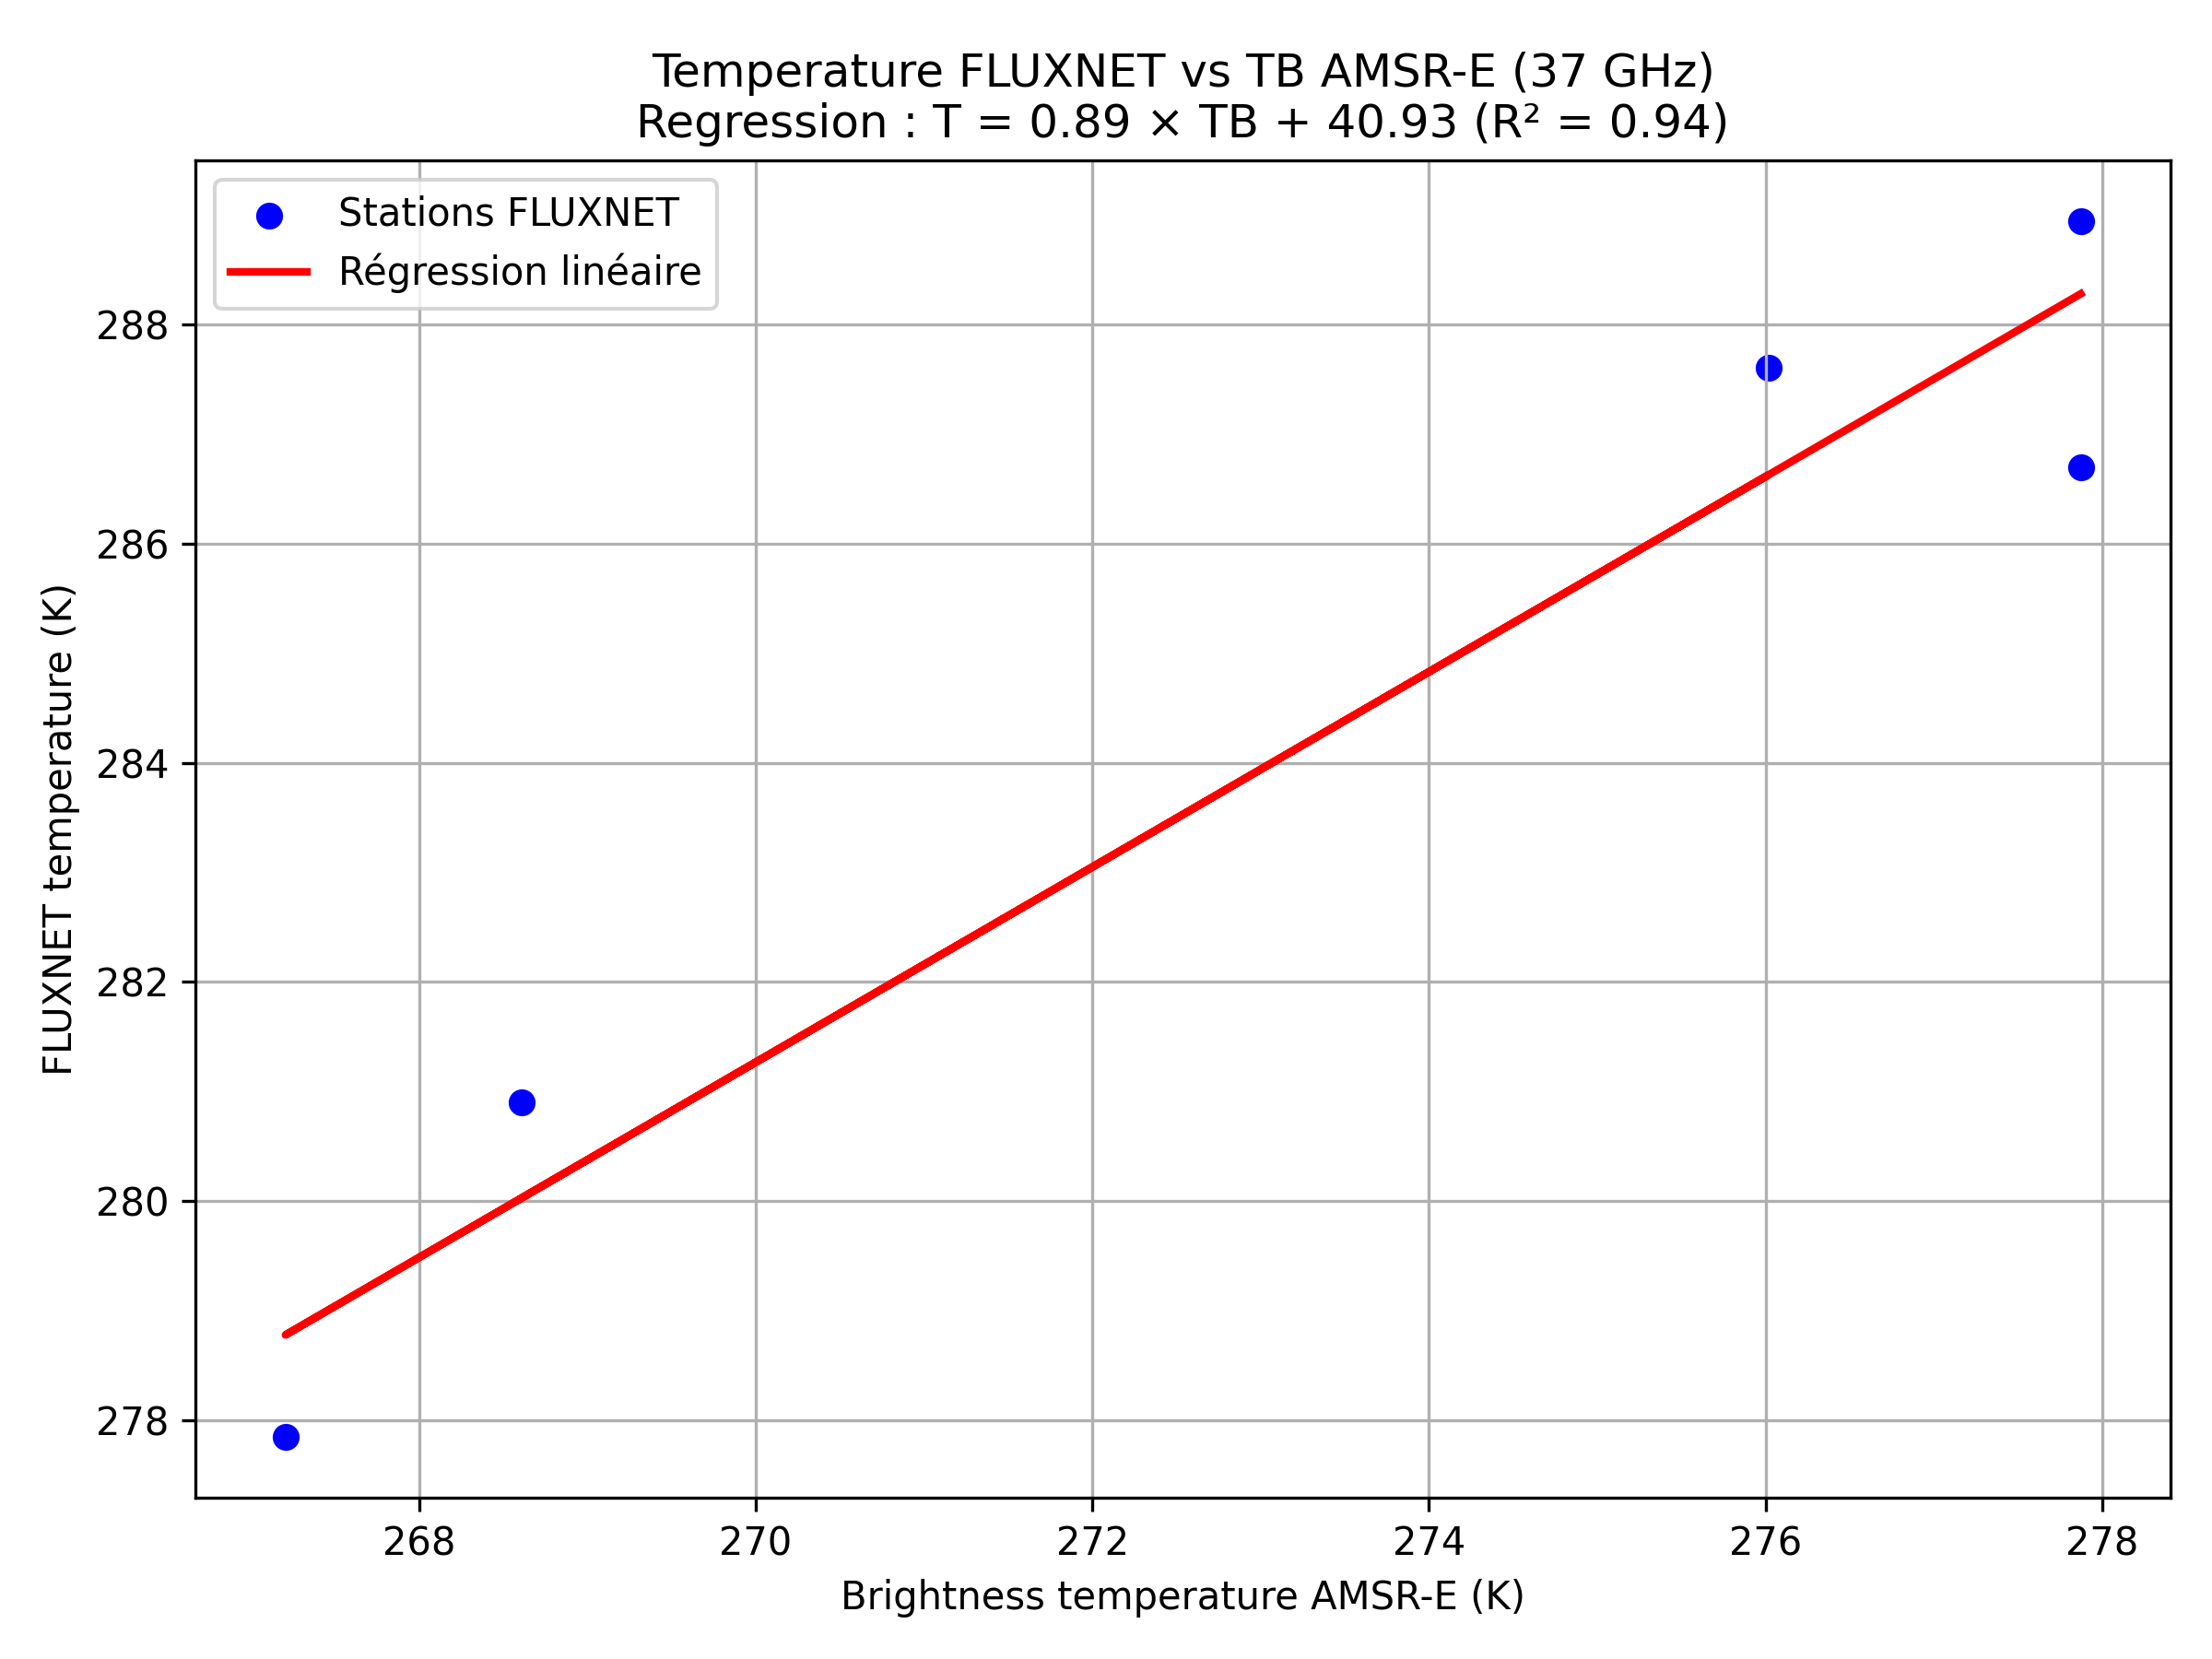 Temperature FLUXNET vs TB AMSR-E (37 GHz)
Regression : T = 0.89 × TB + 40.93 (R² = 0.94)
Stations FLUXNET
Régression linéaire
FLUXNET temperature (K)
288
286
284
282
280
278
268 270 272 274 276 278
Brightness temperature AMSR-E (K)